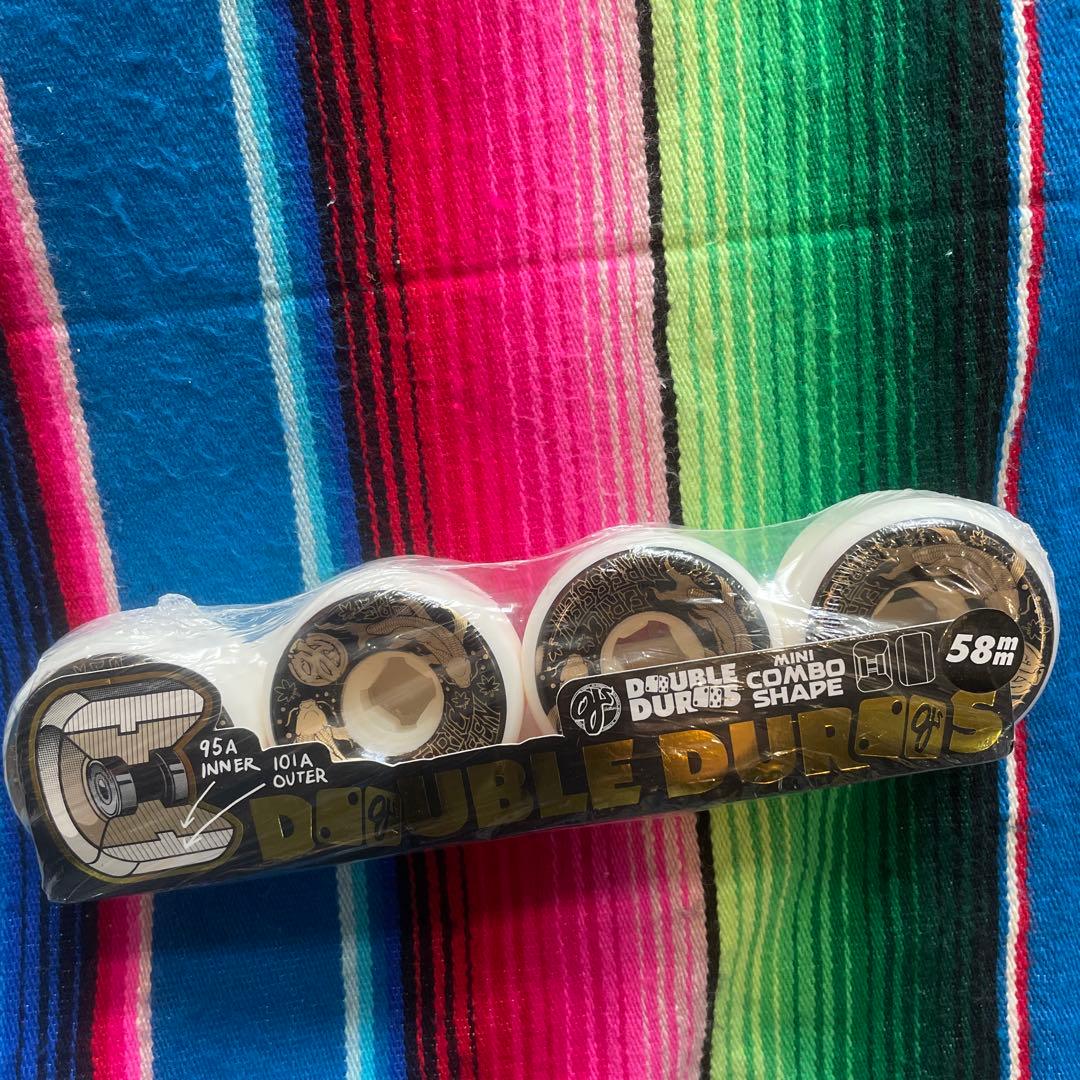 95A
INNER
101A
OUTER
DOUBLE
DUROS
MINI
COMBO
SHAPE
58mm
DOUBLE DUROS